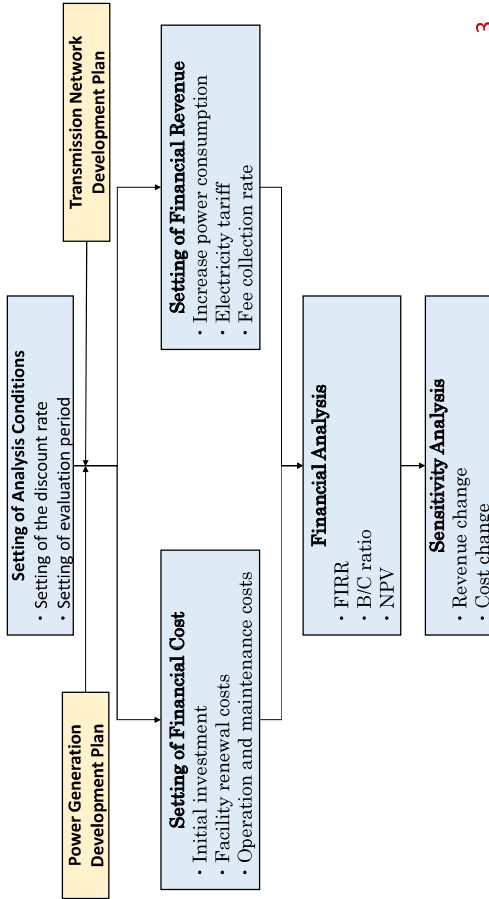 Setting of Analysis Conditions
・Setting of the discount rate
・Setting of evaluation period
Power Generation
Development Plan
Transmission Network
Development Plan
Setting of Financial Cost
・Initial investment
・Facility renewal costs
・Operation and maintenance costs
Setting of Financial Revenue
・Increase power consumption
・Electricity tariff
・Fee collection rate
Financial Analysis
・FIRR
・B/C ratio
・NPV
Sensitivity Analysis
・Revenue change
・Cost change
3